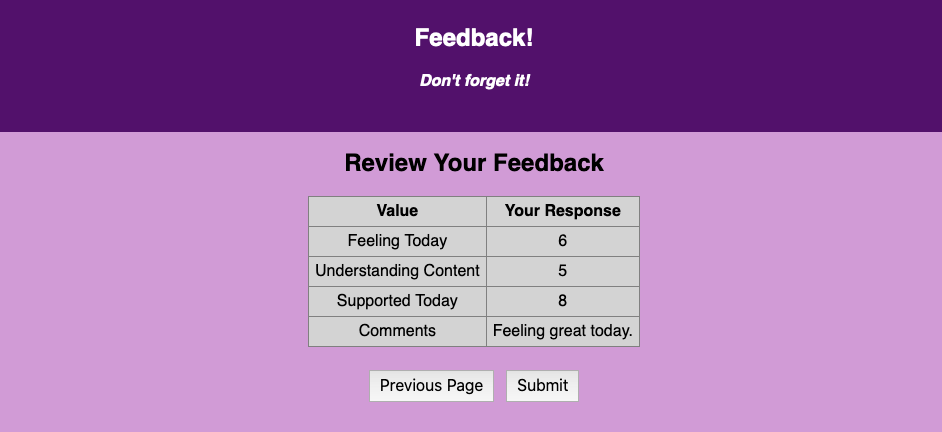 Feedback!
Don't forget it!
Review Your Feedback
Value Your Response
Feeling Today 6
Understanding Content 5
Supported Today 8
Comments Feeling great today.
Previous Page Submit